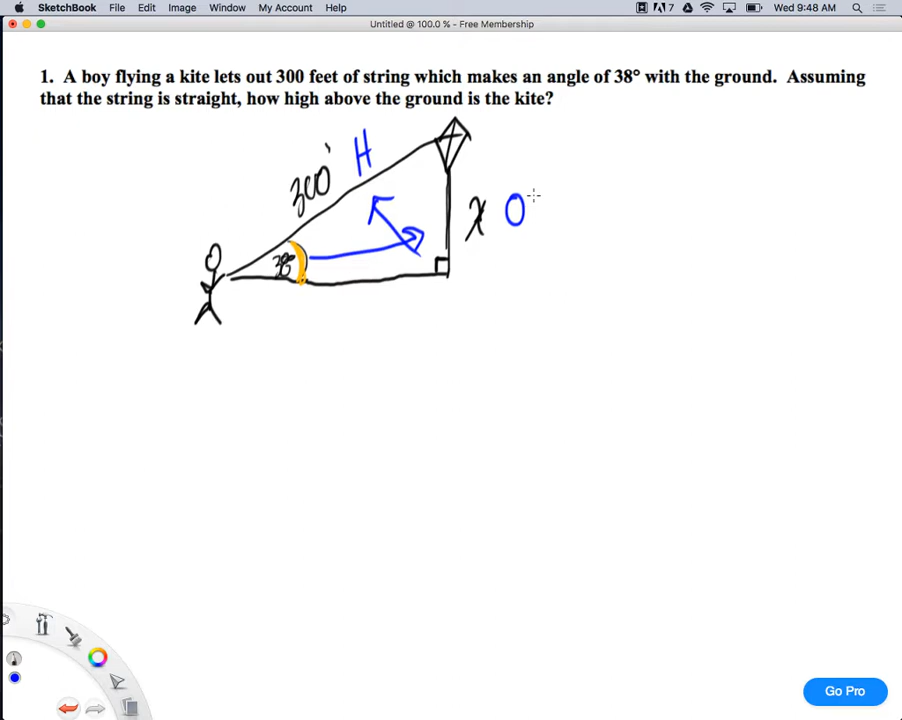 SketchBook File Edit Image Window My Account Help 7 Wed 9:48 AM
Untitled @ 100.0 % - Free Membership
1. A boy flying a kite lets out 300 feet of string which makes an angle of 38° with the ground. Assuming
that the string is straight, how high above the ground is the kite?
300' H
x O
38°
Go Pro